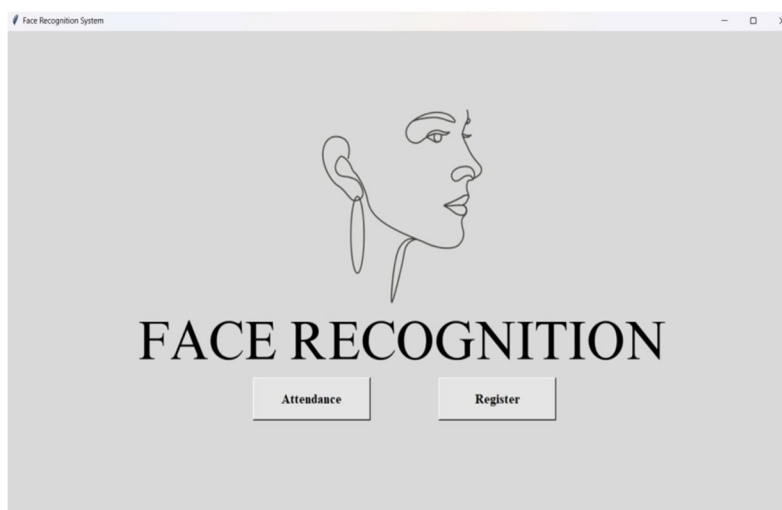 Face Recognition System
FACE RECOGNITION
Attendance
Register